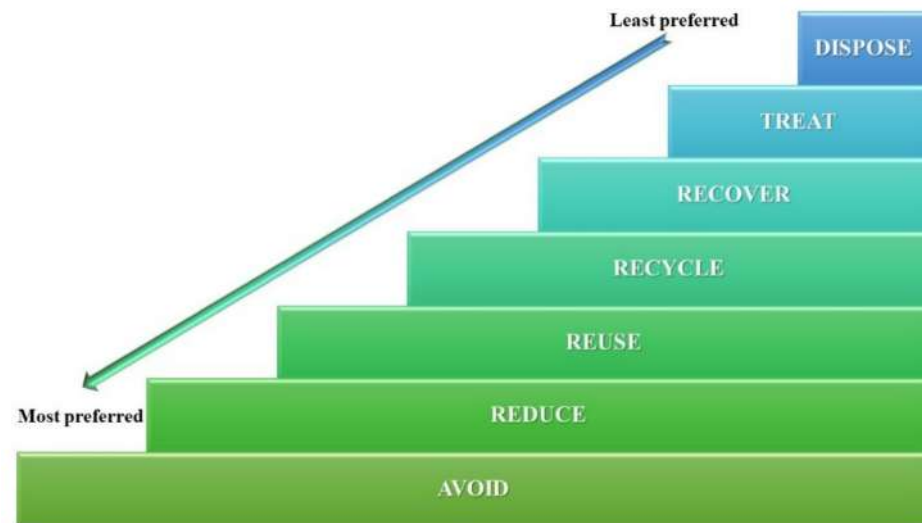 Least preferred
DISPOSE
TREAT
RECOVER
RECYCLE
REUSE
Most preferred
REDUCE
AVOID